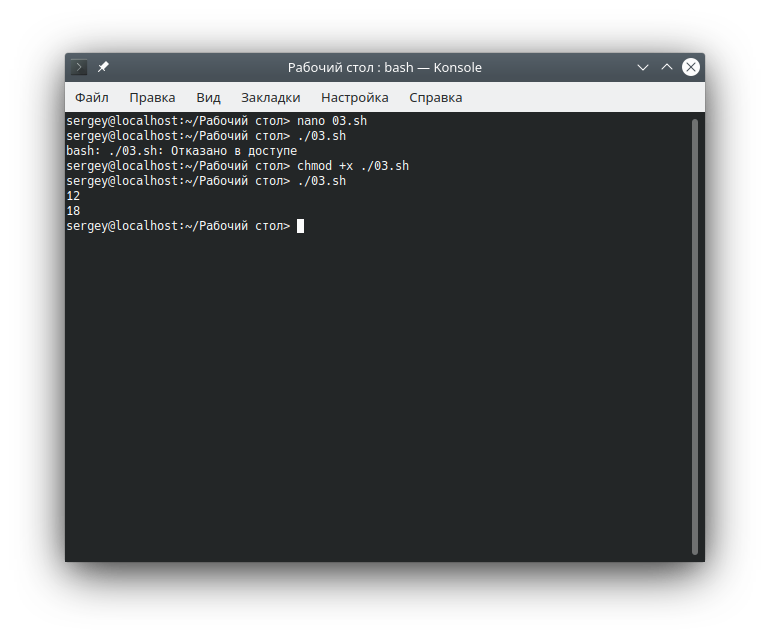 Рабочий стол : bash — Konsole
Файл Правка Вид Закладки Настройка Справка
sergey@localhost:~/Рабочий стол> nano 03.sh
sergey@localhost:~/Рабочий стол> ./03.sh
bash: ./03.sh: Отказано в доступе
sergey@localhost:~/Рабочий стол> chmod +x ./03.sh
sergey@localhost:~/Рабочий стол> ./03.sh
12
18
sergey@localhost:~/Рабочий стол>